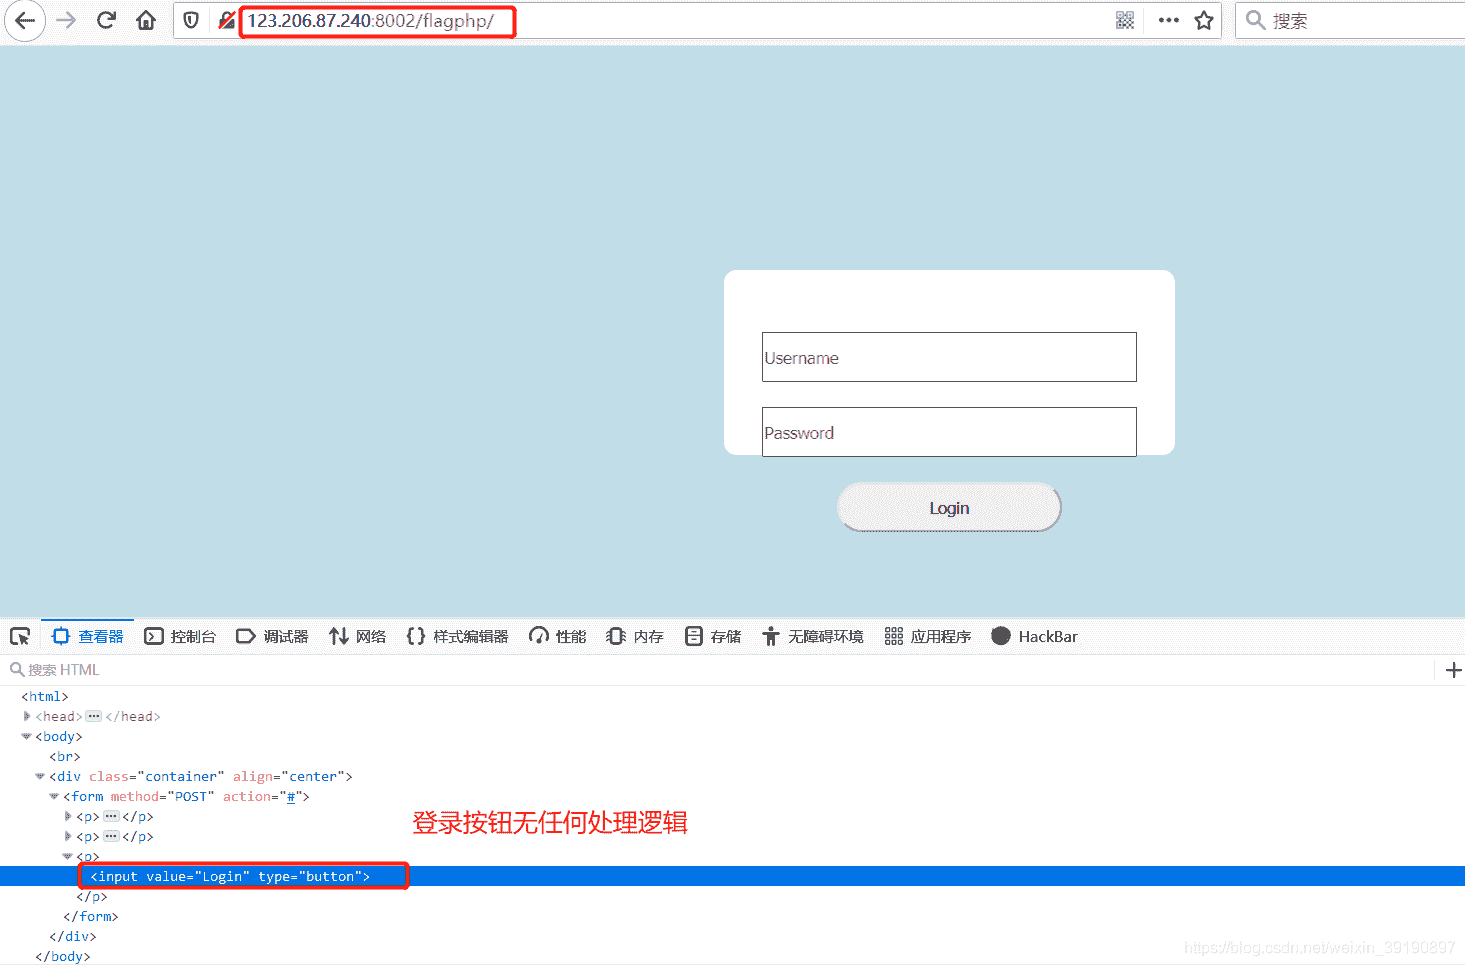 123.206.87.240:8002/flagphp/
搜索
Username
Password
Login
查看器 控制台 调试器 网络 样式编辑器 性能 内存 存储 无障碍环境 应用程序 HackBar
搜索 HTML
<html>
<head> ••• </head>
<body>
<br>
<div class="container" align="center">
<form method="POST" action="#">
<p> ••• </p>
登录按钮无任何处理逻辑
<p> ••• </p>
<p>
<input value="Login" type="button">
</p>
</form>
</div>
</body>
https://blog.csdn.net/weixin_39190897